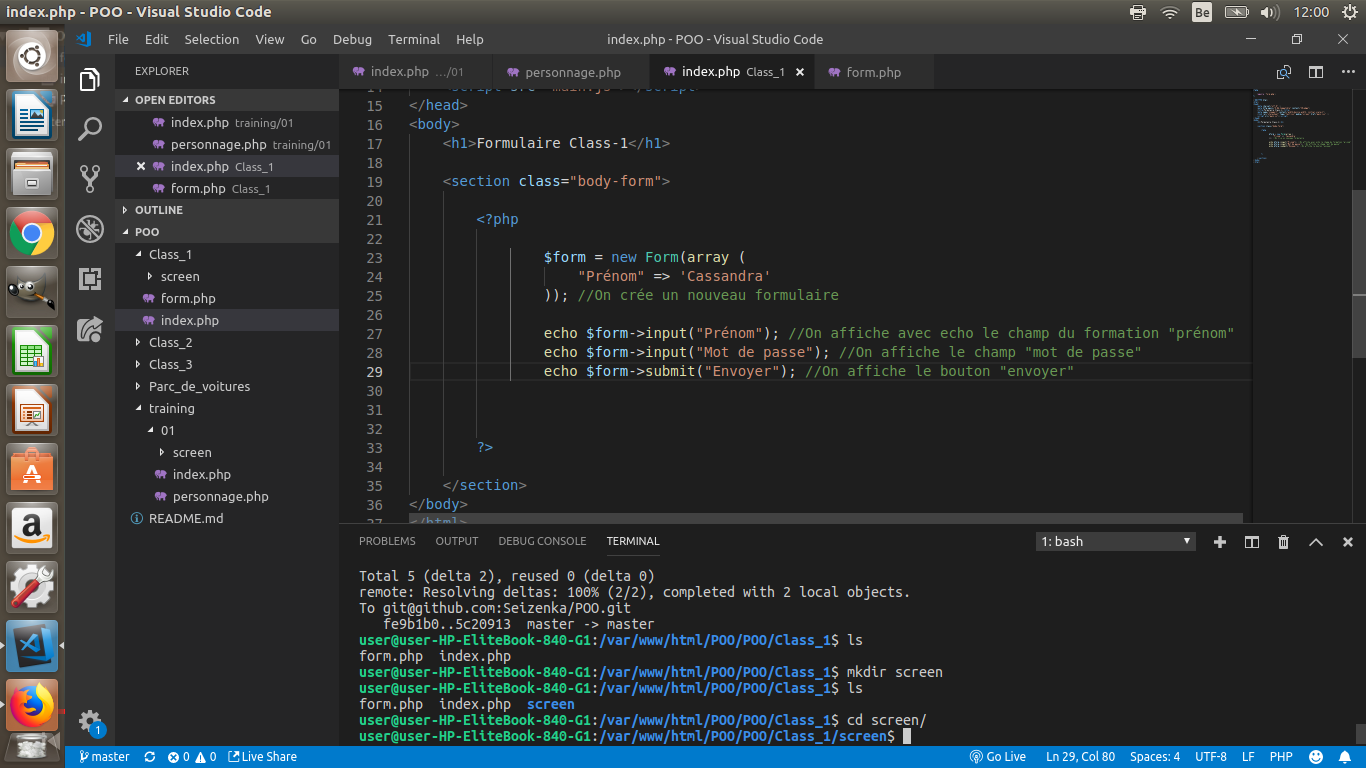 index.php - POO - Visual Studio Code
Be
12:00
File Edit Selection View Go Debug Terminal Help
index.php - POO - Visual Studio Code
EXPLORER
OPEN EDITORS
index.php training/01
personnage.php training/01
index.php Class_1
form.php Class_1
OUTLINE
POO
Class_1
screen
form.php
index.php
Class_2
Class_3
Parc_de_voitures
training
01
screen
index.php
personnage.php
README.md
1
index.php .../01
personnage.php
index.php Class_1
form.php
15 </head>
16 <body>
17 <h1>Formulaire Class-1</h1>
18
19 <section class="body-form">
20
21 <?php
22
23 $form = new Form(array (
24 "Prénom" => 'Cassandra'
25 )); //On crée un nouveau formulaire
26
27 echo $form->input("Prénom"); //On affiche avec echo le champ du formation "prénom"
28 echo $form->input("Mot de passe"); //On affiche le champ "mot de passe"
29 echo $form->submit("Envoyer"); //On affiche le bouton "envoyer"
30
31
32
33 ?>
34
35 </section>
36 </body>
37 </html>
PROBLEMS OUTPUT DEBUG CONSOLE TERMINAL
1: bash
Total 5 (delta 2), reused 0 (delta 0)
remote: Resolving deltas: 100% (2/2), completed with 2 local objects.
To git@github.com:Seizenka/POO.git
fe9b1b0..5c20913 master -> master
user@user-HP-EliteBook-840-G1:/var/www/html/POO/POO/Class_1$ ls
form.php index.php
user@user-HP-EliteBook-840-G1:/var/www/html/POO/POO/Class_1$ mkdir screen
user@user-HP-EliteBook-840-G1:/var/www/html/POO/POO/Class_1$ ls
form.php index.php screen
user@user-HP-EliteBook-840-G1:/var/www/html/POO/POO/Class_1$ cd screen/
user@user-HP-EliteBook-840-G1:/var/www/html/POO/POO/Class_1/screen$
master 0 0 Live Share
Go Live Ln 29, Col 80 Spaces: 4 UTF-8 LF PHP